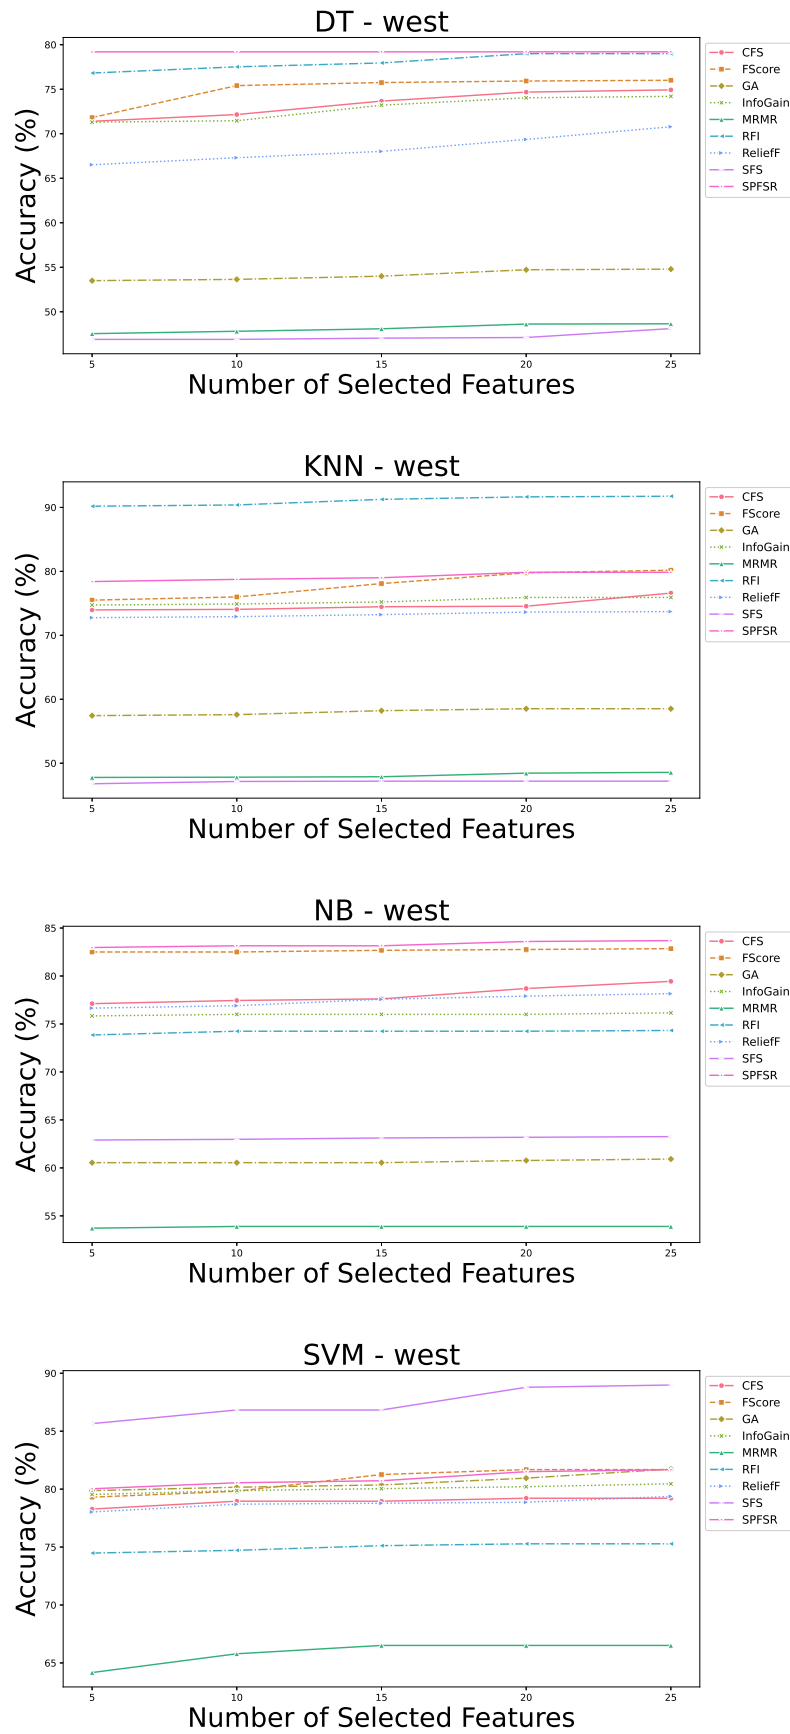 DT - west
Accuracy (%)
80
75
70
65
60
55
50
5 10 15 20 25
Number of Selected Features
CFS
FScore
GA
InfoGain
MRMR
RFI
ReliefF
SFS
SPFSR
KNN - west
Accuracy (%)
90
80
70
60
50
5 10 15 20 25
Number of Selected Features
CFS
FScore
GA
InfoGain
MRMR
RFI
ReliefF
SFS
SPFSR
NB - west
Accuracy (%)
85
80
75
70
65
60
55
5 10 15 20 25
Number of Selected Features
CFS
FScore
GA
InfoGain
MRMR
RFI
ReliefF
SFS
SPFSR
SVM - west
Accuracy (%)
90
85
80
75
70
65
5 10 15 20 25
Number of Selected Features
CFS
FScore
GA
InfoGain
MRMR
RFI
ReliefF
SFS
SPFSR